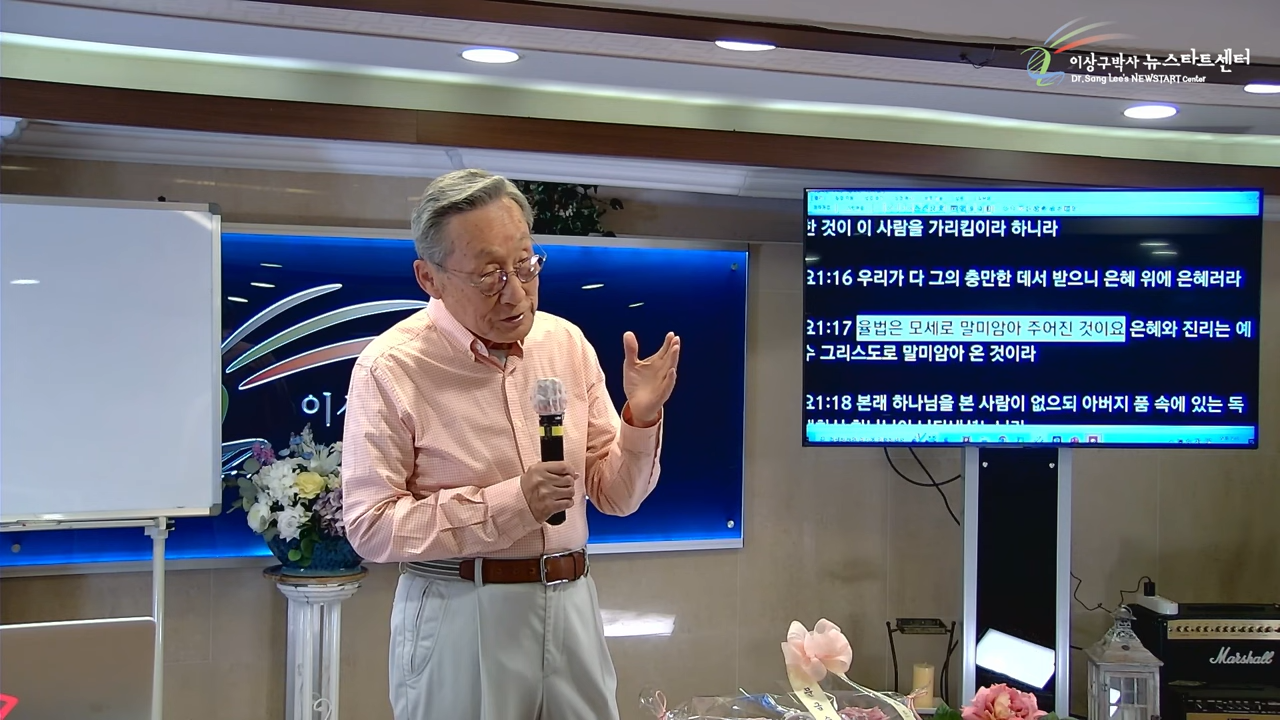 이상구박사 뉴스타트센터
Dr. Sang Lee's NEWSTART Center
한 것이 이 사람을 가리킴이라 하니라
요1:16 우리가 다 그의 충만한 데서 받으니 은혜 위에 은혜러라
요1:17 율법은 모세로 말미암아 주어진 것이요 은혜와 진리는 예
수 그리스도로 말미암아 온 것이라
요1:18 본래 하나님을 본 사람이 없으되 아버지 품 속에 있는 독
이상
Marshall